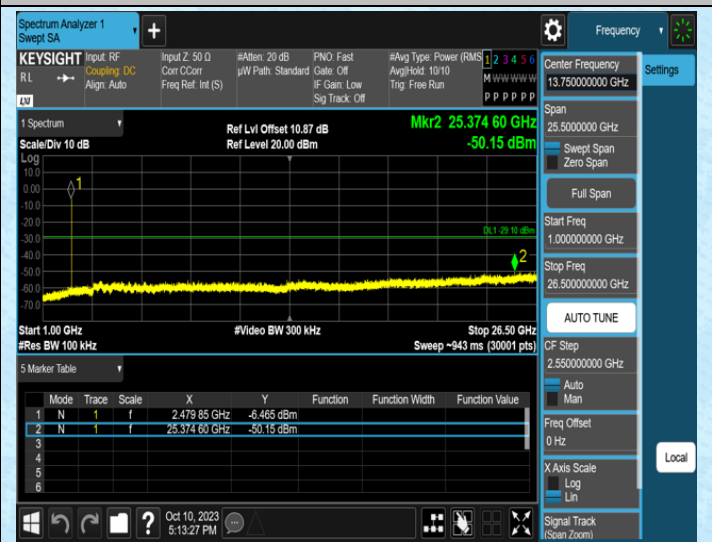 Spectrum Analyzer 1
Swept SA
+
Frequency
KEYSIGHT
RL
LXI
Input: RF
Coupling: DC
Align: Auto
Input Z: 50 Ω
Corr CCorr
Freq Ref: Int (S)
#Atten: 20 dB
µW Path: Standard
PNO: Fast
Gate: Off
IF Gain: Low
Sig Track: Off
#Avg Type: Power (RMS
Avg|Hold: 10/10
Trig: Free Run
1 2 3 4 5 6
M W W W W W
P P P P P P
1 Spectrum
Scale/Div 10 dB
Log
Ref Lvl Offset 10.87 dB
Ref Level 20.00 dBm
Mkr2 25.374 60 GHz
-50.15 dBm
10.0
0.00
-10.0
-20.0
-30.0
-40.0
-50.0
-60.0
-70.0
1
DL1 -29.10 dBm
2
Start 1.00 GHz
#Res BW 100 kHz
#Video BW 300 kHz
Stop 26.50 GHz
Sweep ~943 ms (30001 pts)
5 Marker Table
Mode Trace Scale X Y Function Function Width Function Value
1 N 1 f 2.479 85 GHz -6.465 dBm
2 N 1 f 25.374 60 GHz -50.15 dBm
3
4
5
6
?
Oct 10, 2023
5:13:27 PM
Center Frequency
13.750000000 GHz
Settings
Span
25.5000000 GHz
Swept Span
Zero Span
Full Span
Start Freq
1.000000000 GHz
Stop Freq
26.500000000 GHz
AUTO TUNE
CF Step
2.550000000 GHz
Auto
Man
Freq Offset
0 Hz
X Axis Scale
Log
Lin
Local
Signal Track
(Span Zoom)